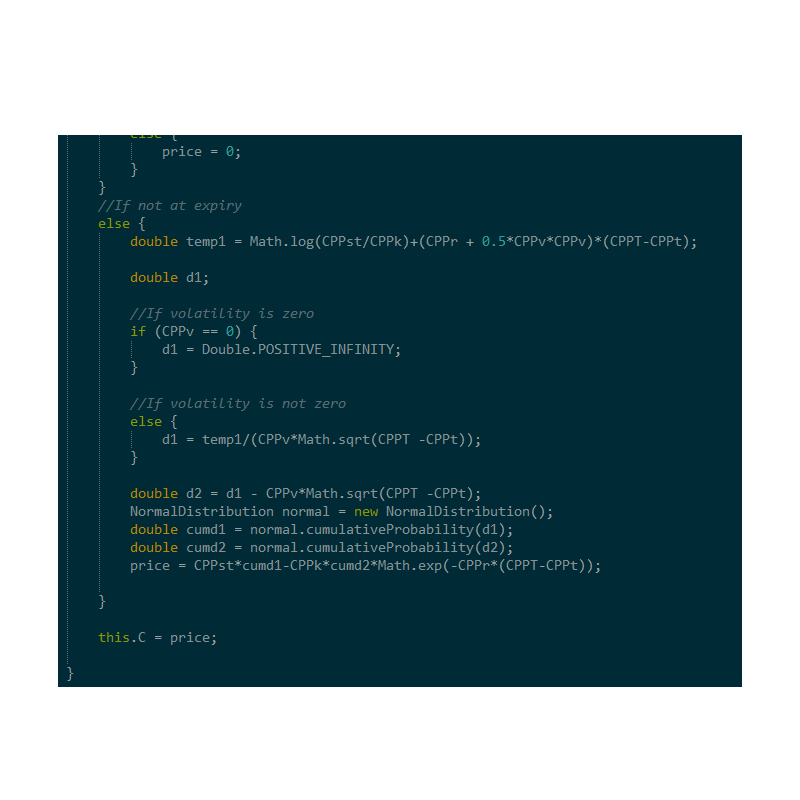 else {
price = 0;
}
}
//If not at expiry
else {
double temp1 = Math.log(CPPst/CPPk)+(CPPr + 0.5*CPPv*CPPv)*(CPPT-CPPt);
double d1;
//If volatility is zero
if (CPPv == 0) {
d1 = Double.POSITIVE_INFINITY;
}
//If volatility is not zero
else {
d1 = temp1/(CPPv*Math.sqrt(CPPT -CPPt));
}
double d2 = d1 - CPPv*Math.sqrt(CPPT -CPPt);
NormalDistribution normal = new NormalDistribution();
double cumd1 = normal.cumulativeProbability(d1);
double cumd2 = normal.cumulativeProbability(d2);
price = CPPst*cumd1-CPPk*cumd2*Math.exp(-CPPr*(CPPT-CPPt));
}
this.C = price;
}